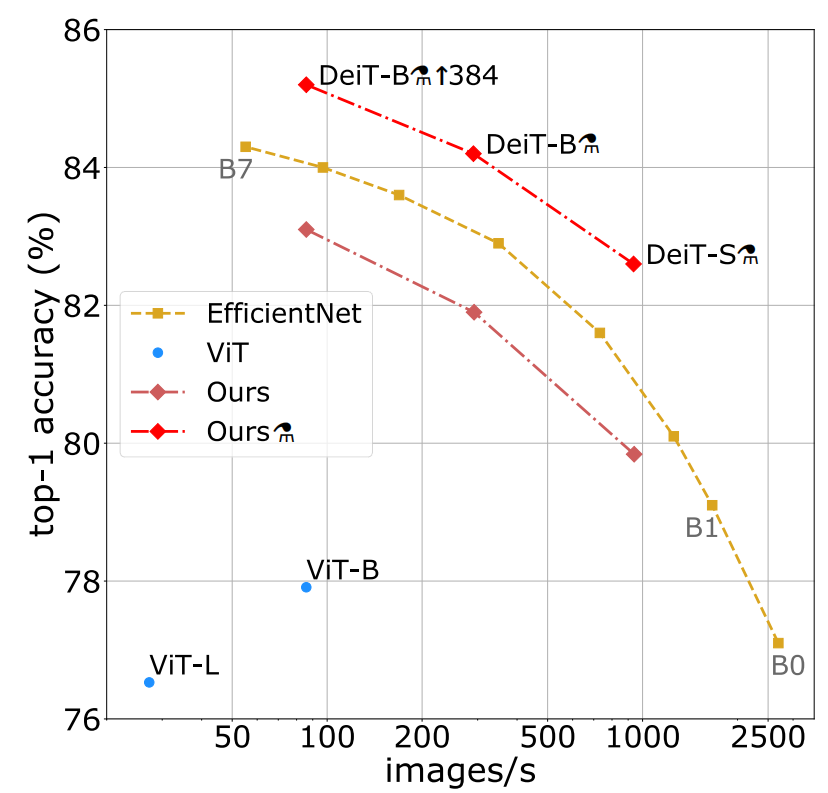 86
84
82
80
78
76
top-1 accuracy (%)
DeiT-B⚗↑384
DeiT-B⚗
B7
DeiT-S⚗
EfficientNet
ViT
Ours
Ours⚗
B1
ViT-B
ViT-L
B0
50 100 200 500 1000 2500
images/s